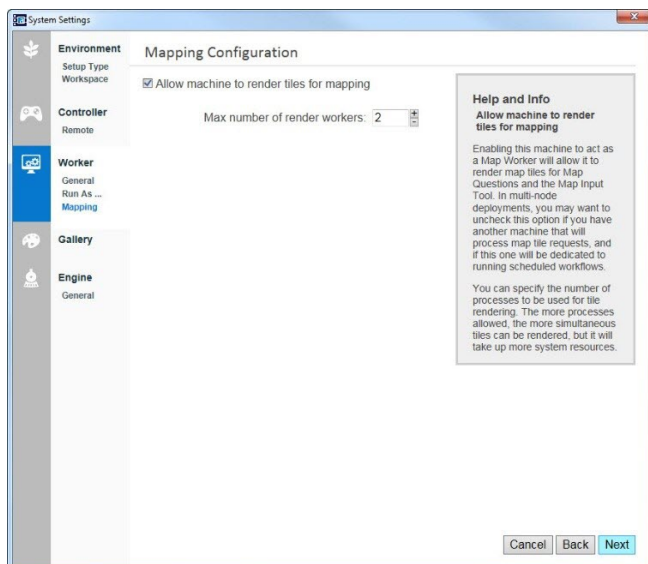 System Settings
Environment
Setup Type
Workspace
Controller
Remote
Worker
General
Run As ...
Mapping
Gallery
Engine
General
Mapping Configuration
Allow machine to render tiles for mapping
Max number of render workers: 2
Help and Info
Allow machine to render
tiles for mapping
Enabling this machine to act as
a Map Worker will allow it to
render map tiles for Map
Questions and the Map Input
Tool. In multi-node
deployments, you may want to
uncheck this option if you have
another machine that will
process map tile requests, and
if this one will be dedicated to
running scheduled workflows.
You can specify the number of
processes to be used for tile
rendering. The more processes
allowed, the more simultaneous
tiles can be rendered, but it will
take up more system resources.
Cancel Back Next